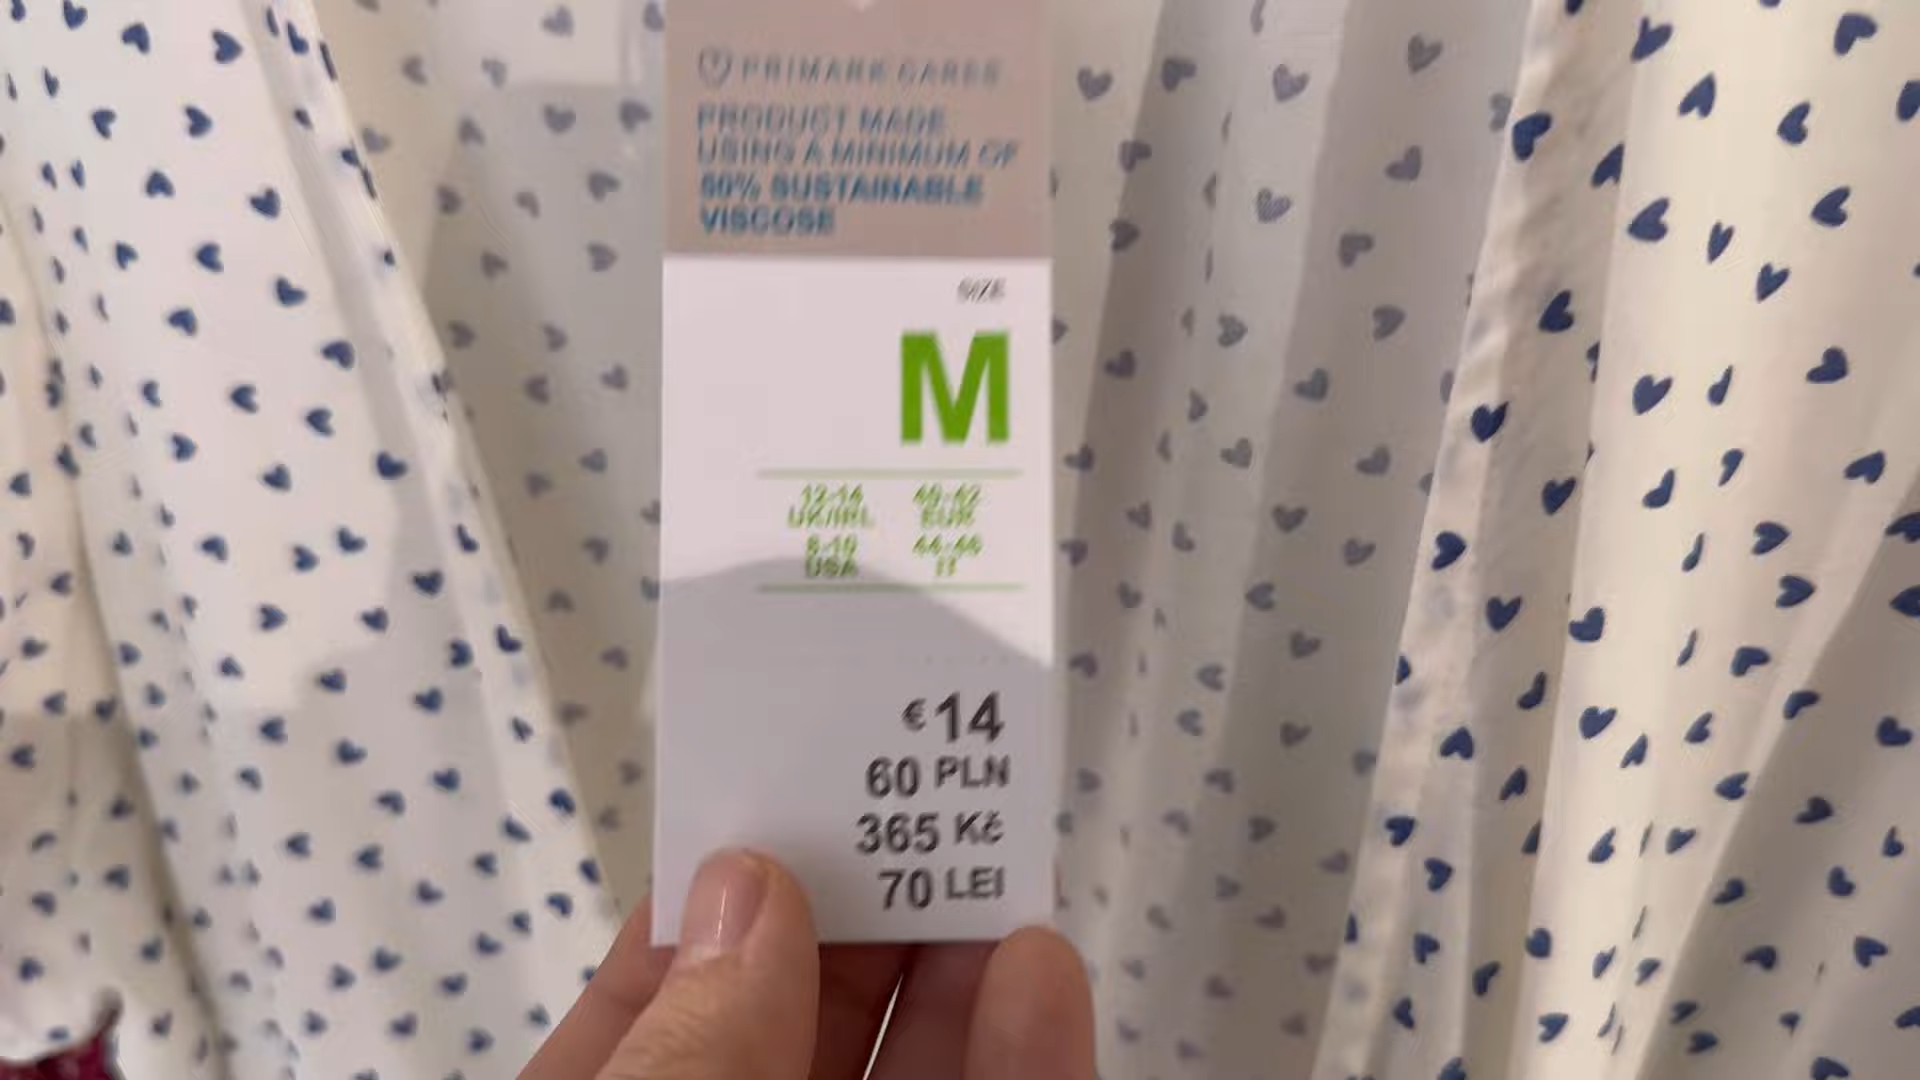 PRIMARK CARES
PRODUCT MADE
USING A MINIMUM OF
50% SUSTAINABLE
VISCOSE
SIZE
M
12-14 40-42
UK/IRL EUR
8-10 44-46
USA IT
€14
60 PLN
365 Kč
70 LEI